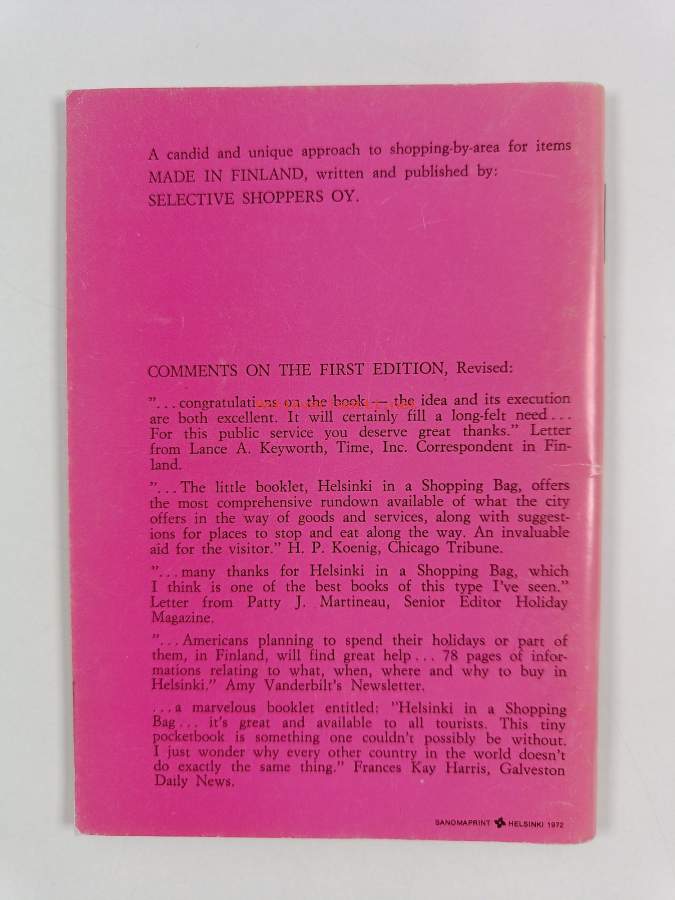 A candid and unique approach to shopping-by-area for items
MADE IN FINLAND, written and published by:
SELECTIVE SHOPPERS OY.
COMMENTS ON THE FIRST EDITION, Revised:
”...congratulations on the book — the idea and its execution
are both excellent. It will certainly fill a long-felt need...
For this public service you deserve great thanks.” Letter
from Lance A. Keyworth, Time, Inc. Correspondent in Fin-
land.
”...The little booklet, Helsinki in a Shopping Bag, offers
the most comprehensive rundown available of what the city
offers in the way of goods and services, along with suggest-
ions for places to stop and eat along the way. An invaluable
aid for the visitor.” H. P. Koenig, Chicago Tribune.
”...many thanks for Helsinki in a Shopping Bag, which
I think is one of the best books of this type I've seen.”
Letter from Patty J. Martineau, Senior Editor Holiday
Magazine.
”...Americans planning to spend their holidays or part of
them, in Finland, will find great help... 78 pages of infor-
mations relating to what, when, where and why to buy in
Helsinki.” Amy Vanderbilt's Newsletter.
...a marvelous booklet entitled: ”Helsinki in a Shopping
Bag... it's great and available to all tourists. This tiny
pocketbook is something one couldn't possibly be without.
I just wonder why every other country in the world doesn't
do exactly the same thing.” Frances Kay Harris, Galveston
Daily News.
SANOMAPRINT HELSINKI 1972